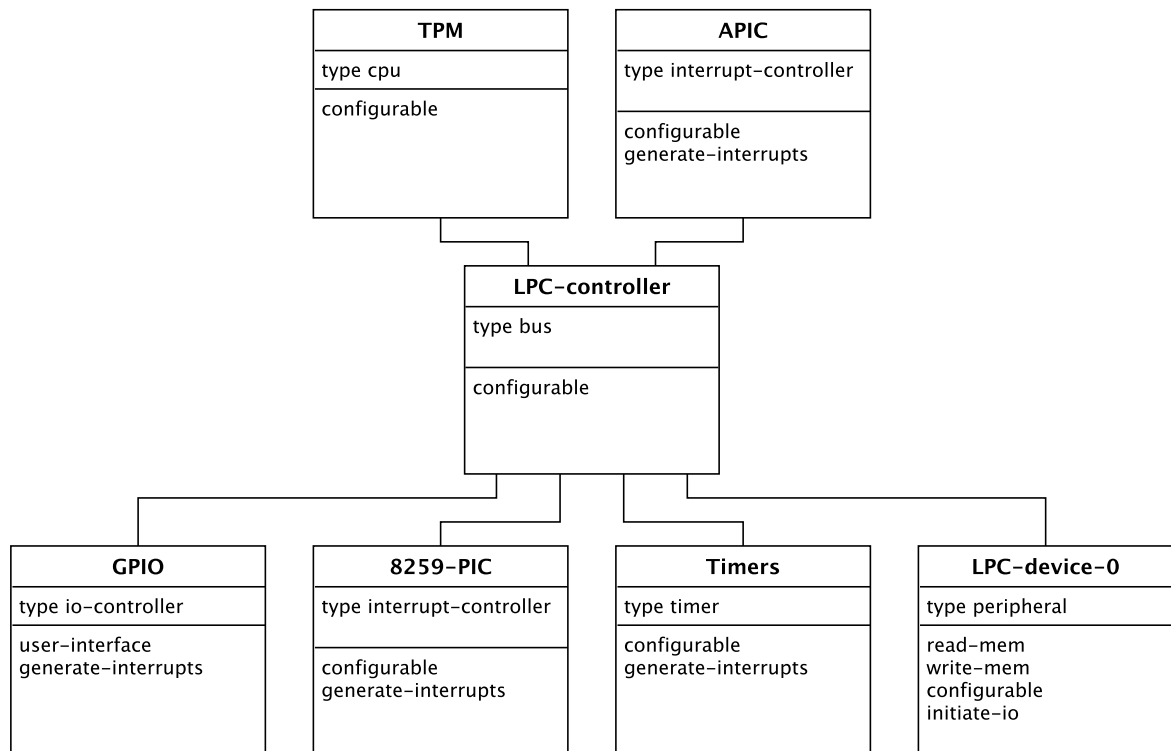 TPM
type cpu
configurable
APIC
type interrupt-controller
configurable
generate-interrupts
LPC-controller
type bus
configurable
GPIO
type io-controller
user-interface
generate-interrupts
8259-PIC
type interrupt-controller
configurable
generate-interrupts
Timers
type timer
configurable
generate-interrupts
LPC-device-0
type peripheral
read-mem
write-mem
configurable
initiate-io